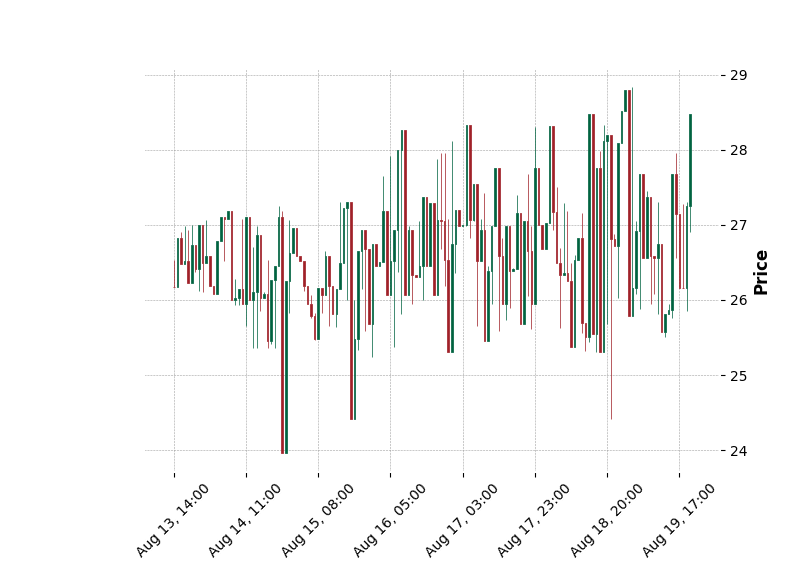 29
28
27
26
25
24
Price
Aug 13, 14:00
Aug 14, 11:00
Aug 15, 08:00
Aug 16, 05:00
Aug 17, 03:00
Aug 17, 23:00
Aug 18, 20:00
Aug 19, 17:00